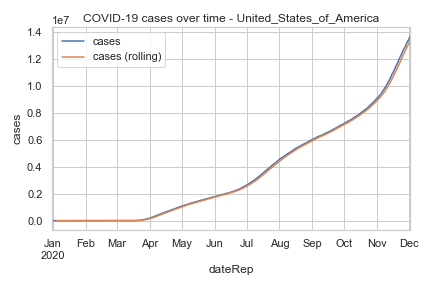 COVID-19 cases over time - United_States_of_America
1e7
cases
cases (rolling)
1.4
1.2
1.0
0.8
0.6
0.4
0.2
0.0
cases
Jan Feb Mar Apr May Jun Jul Aug Sep Oct Nov Dec
2020
dateRep